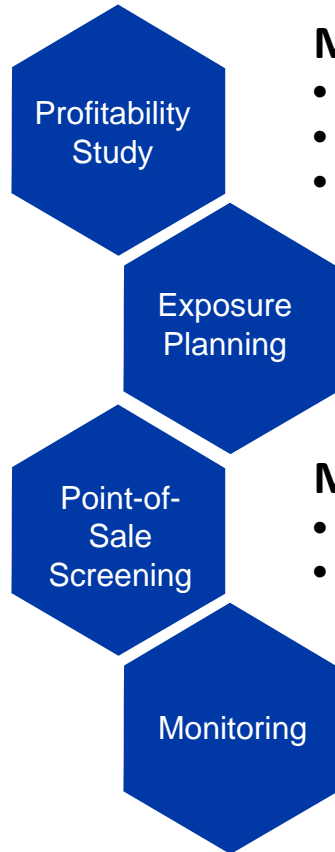 Profitability
Study
M
•
•
•
Exposure
Planning
Point-of-
Sale
Screening
M
•
•
Monitoring